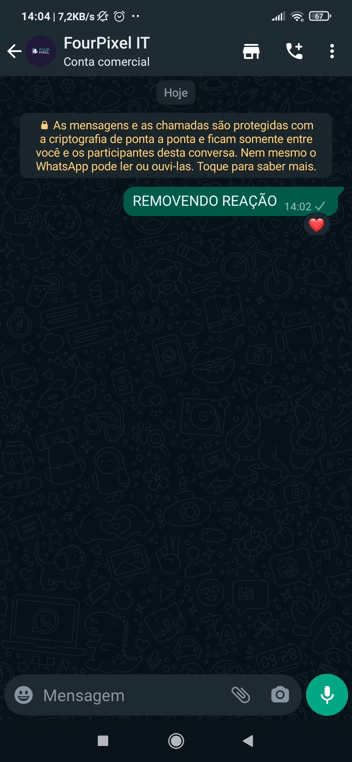 14:04 | 7,2KB/s
67
FourPixel IT
Conta comercial
Hoje
As mensagens e as chamadas são protegidas com
a criptografia de ponta a ponta e ficam somente entre
você e os participantes desta conversa. Nem mesmo o
WhatsApp pode ler ou ouvi-las. Toque para saber mais.
REMOVENDO REAÇÃO 14:02
Mensagem